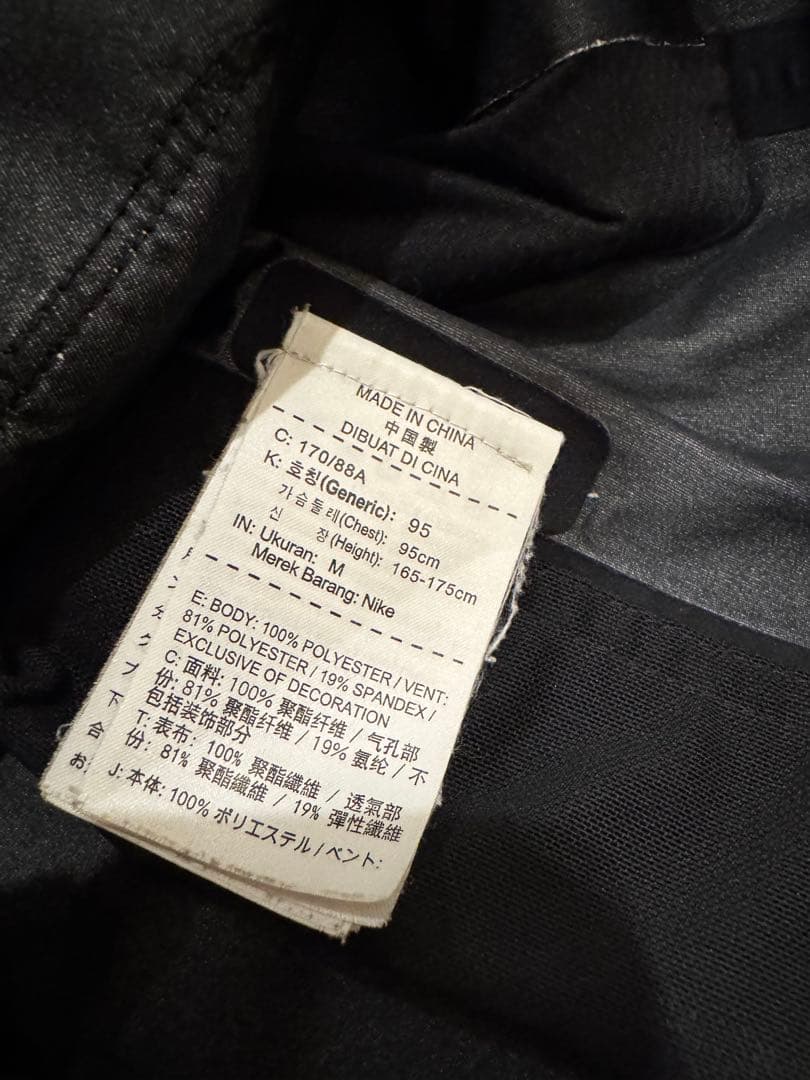 MADE IN CHINA
中国製
DIBUAT DI CINA
C: 170/88A
K: 호칭(Generic): 95
가슴둘레(Chest): 95cm
신 장(Height): 165-175cm
IN: Ukuran: M
Merek Barang: Nike
E: BODY: 100% POLYESTER / VENT:
81% POLYESTER / 19% SPANDEX /
EXCLUSIVE OF DECORATION
C: 面料: 100% 聚酯纤维 / 气孔部
份: 81% 聚酯纤维 / 19% 氨纶 / 不
包括装饰部分
T: 表布: 100% 聚酯纖維 / 透氣部
份: 81% 聚酯纖維 / 19% 彈性纖維
J: 本体: 100% ポリエステル / ベント: